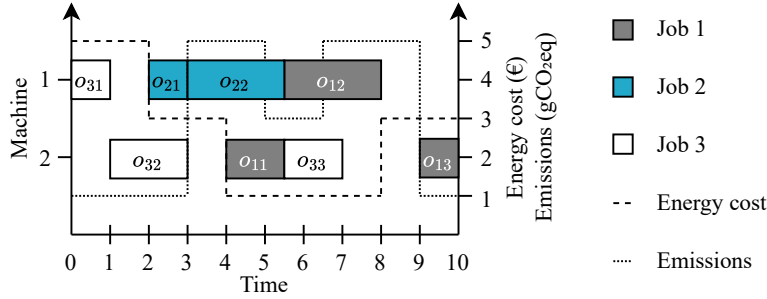 Machine
1
2
o31
o21
o22
o12
o32
o11
o33
o13
5
4
3
2
1
Energy cost (€)
Emissions (gCO₂eq)
0 1 2 3 4 5 6 7 8 9 10
Time
Job 1
Job 2
Job 3
Energy cost
Emissions